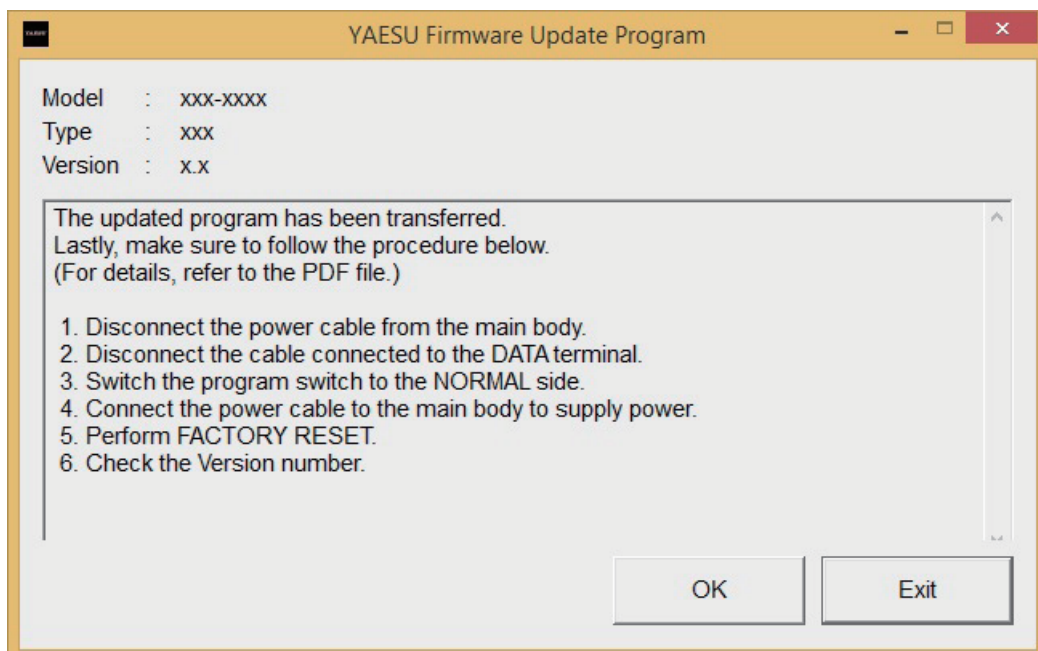 YAESU Firmware Update Program
Model : xxx-xxxx
Type : xxx
Version : x.x
The updated program has been transferred.
Lastly, make sure to follow the procedure below.
(For details, refer to the PDF file.)
1. Disconnect the power cable from the main body.
2. Disconnect the cable connected to the DATA terminal.
3. Switch the program switch to the NORMAL side.
4. Connect the power cable to the main body to supply power.
5. Perform FACTORY RESET.
6. Check the Version number.
OK
Exit